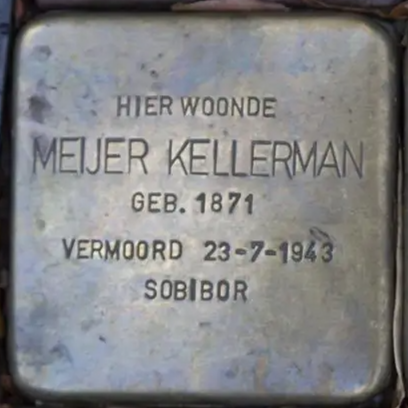 HIER WOONDE
MEIJER KELLERMAN
GEB. 1871
VERMOORD 23-7-1943
SOBIBOR